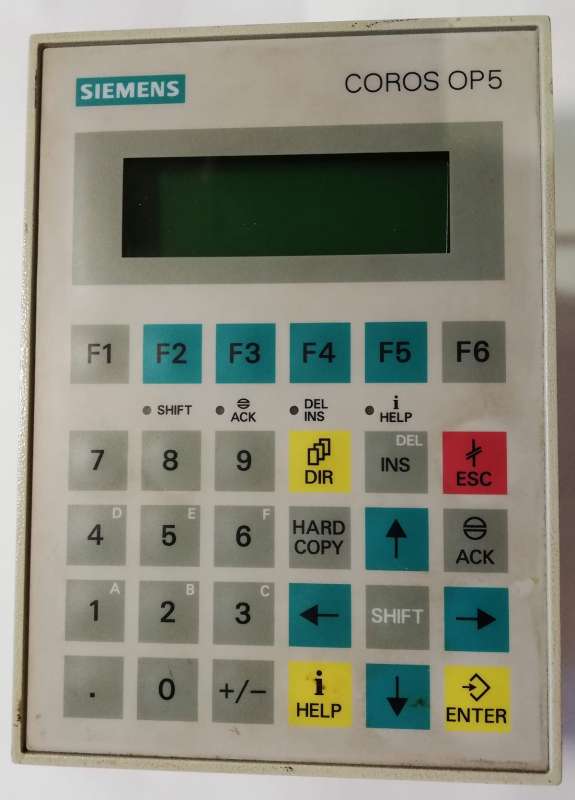 SIEMENS
COROS OP5
F1 F2 F3 F4 F5 F6
SHIFT ACK DEL INS i HELP
7 8 9 DIR DEL INS ESC
D 4 E 5 F 6 HARD COPY ACK
A 1 B 2 C 3 SHIFT
. 0 +/− i HELP ENTER